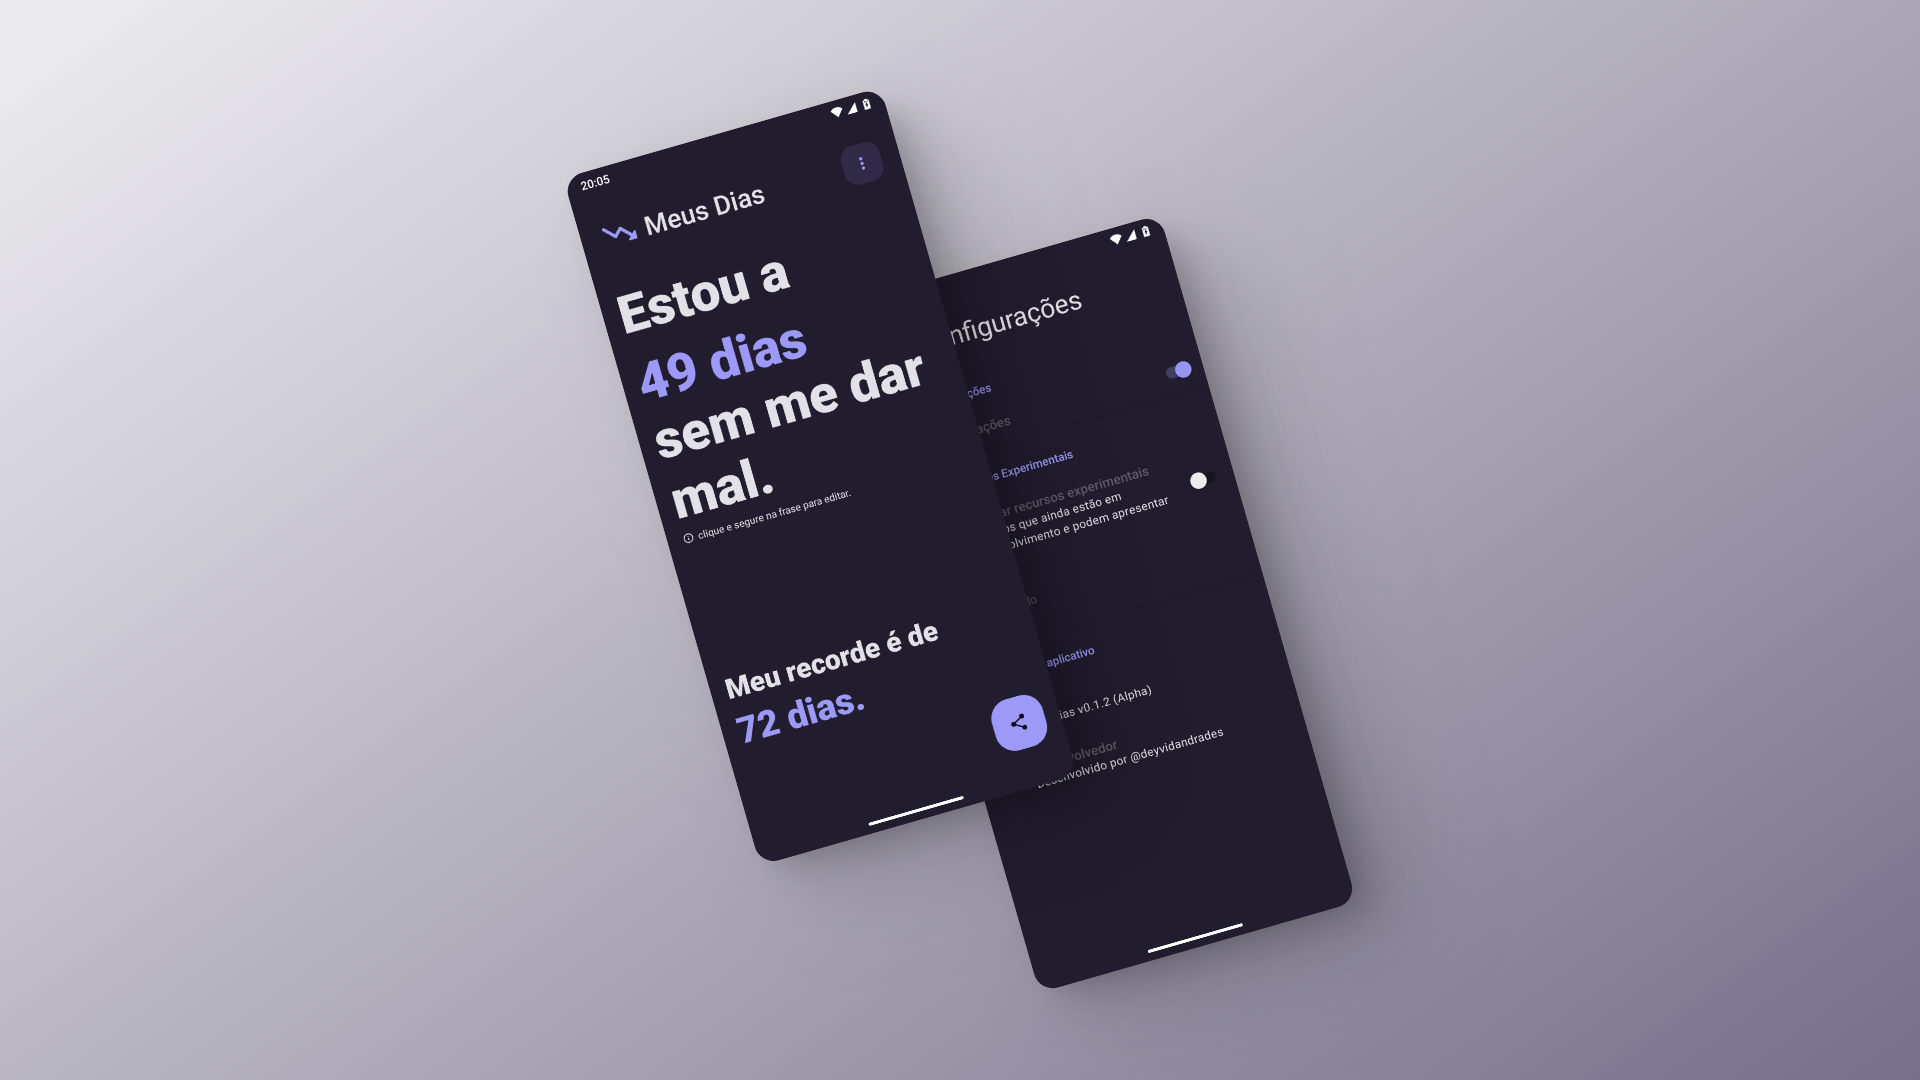 20:05
Meus Dias
Estou a
49 dias
sem me dar
mal.
clique e segure na frase para editar.
Meu recorde é de
72 dias.
nfigurações
ções
ações
s Experimentais
ar recursos experimentais
os que ainda estão em
olvimento e podem apresentar
do
aplicativo
ias v0.1.2 (Alpha)
volvedor
Desenvolvido por @deyvidandrades